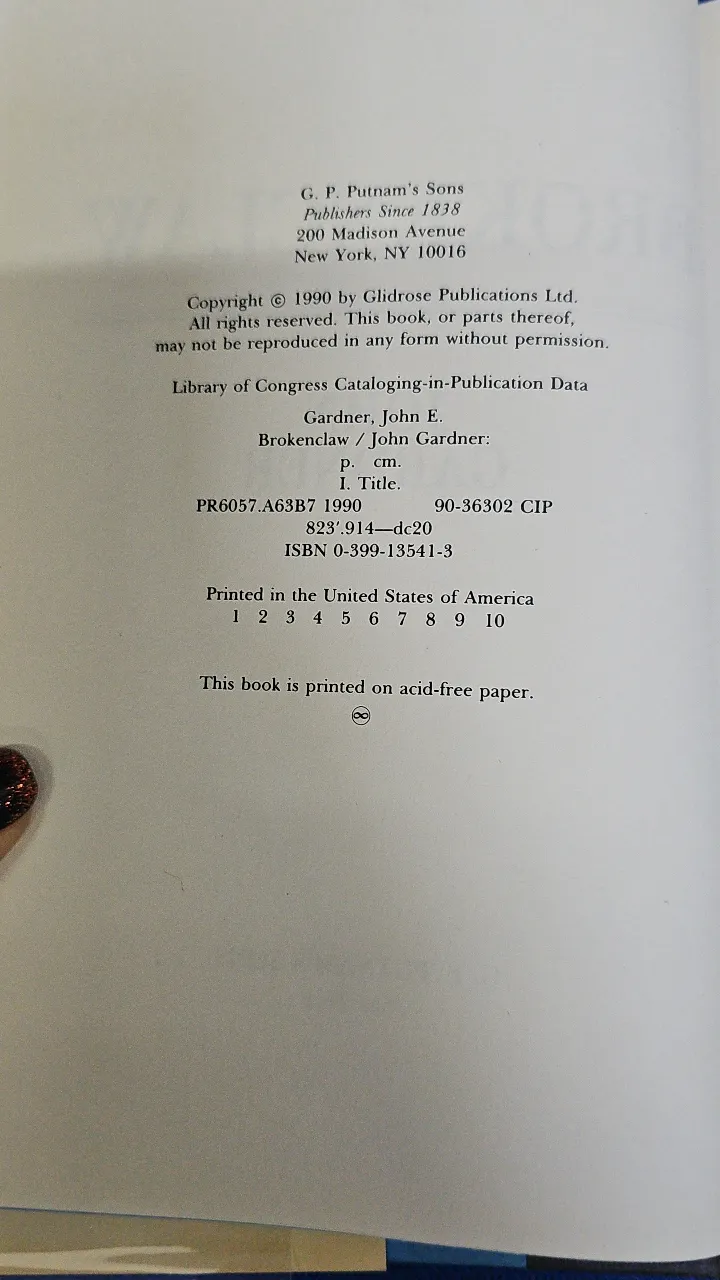 G. P. Putnam's Sons
Publishers Since 1838
200 Madison Avenue
New York, NY 10016
Copyright © 1990 by Glidrose Publications Ltd.
All rights reserved. This book, or parts thereof,
may not be reproduced in any form without permission.
Library of Congress Cataloging-in-Publication Data
Gardner, John E.
Brokenclaw / John Gardner:
p. cm.
I. Title.
PR6057.A63B7 1990 90-36302 CIP
823'.914—dc20
ISBN 0-399-13541-3
Printed in the United States of America
1 2 3 4 5 6 7 8 9 10
This book is printed on acid-free paper.
♾